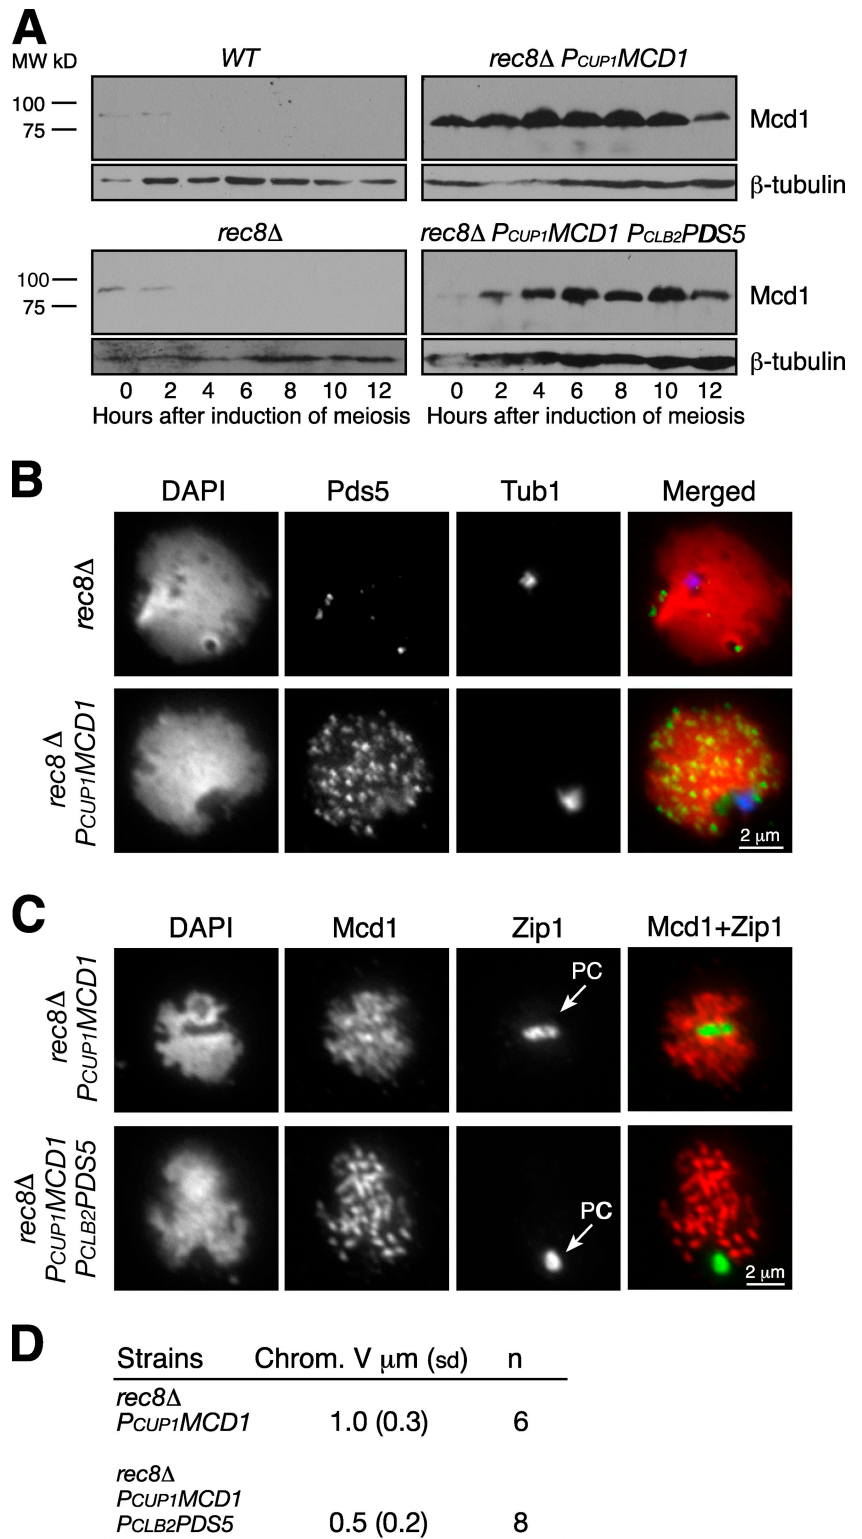 A
MW kD
WT
rec8Δ PCUP1MCD1
100
75
Mcd1
β-tubulin
rec8Δ
rec8Δ PCUP1MCD1 PCLB2PDS5
100
75
Mcd1
β-tubulin
0 2 4 6 8 10 12
0 2 4 6 8 10 12
Hours after induction of meiosis
Hours after induction of meiosis
B
DAPI Pds5 Tub1 Merged
rec8Δ
rec8 Δ
PCUP1MCD1
2 μm
C
DAPI Mcd1 Zip1 Mcd1+Zip1
rec8Δ
PCUP1MCD1
PC
rec8Δ
PCUP1MCD1
PCLB2PDS5
PC
2 μm
D
Strains Chrom. V μm (sd) n
rec8Δ
PCUP1MCD1 1.0 (0.3) 6
rec8Δ
PCUP1MCD1
PCLB2PDS5 0.5 (0.2) 8